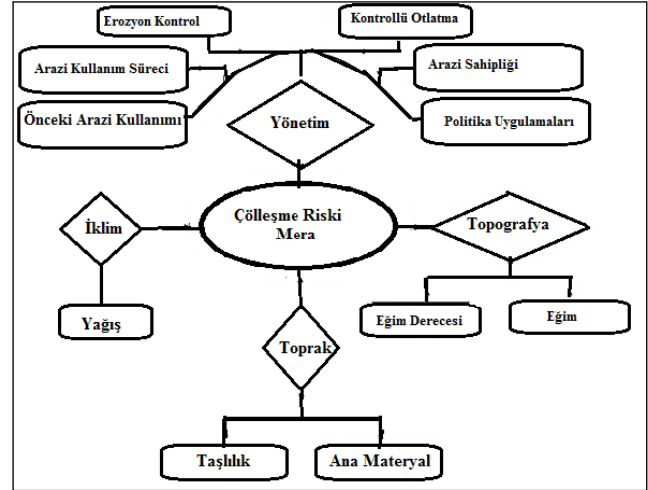 Erozyon Kontrol
Kontrollü Otlatma
Arazi Kullanım Süreci
Arazi Sahipliği
Önceki Arazi Kullanımı
Yönetim
Politika Uygulamaları
İklim
Çölleşme Riski
Mera
Topografya
Yağış
Eğim Derecesi
Eğim
Toprak
Taşlılık
Ana Materyal